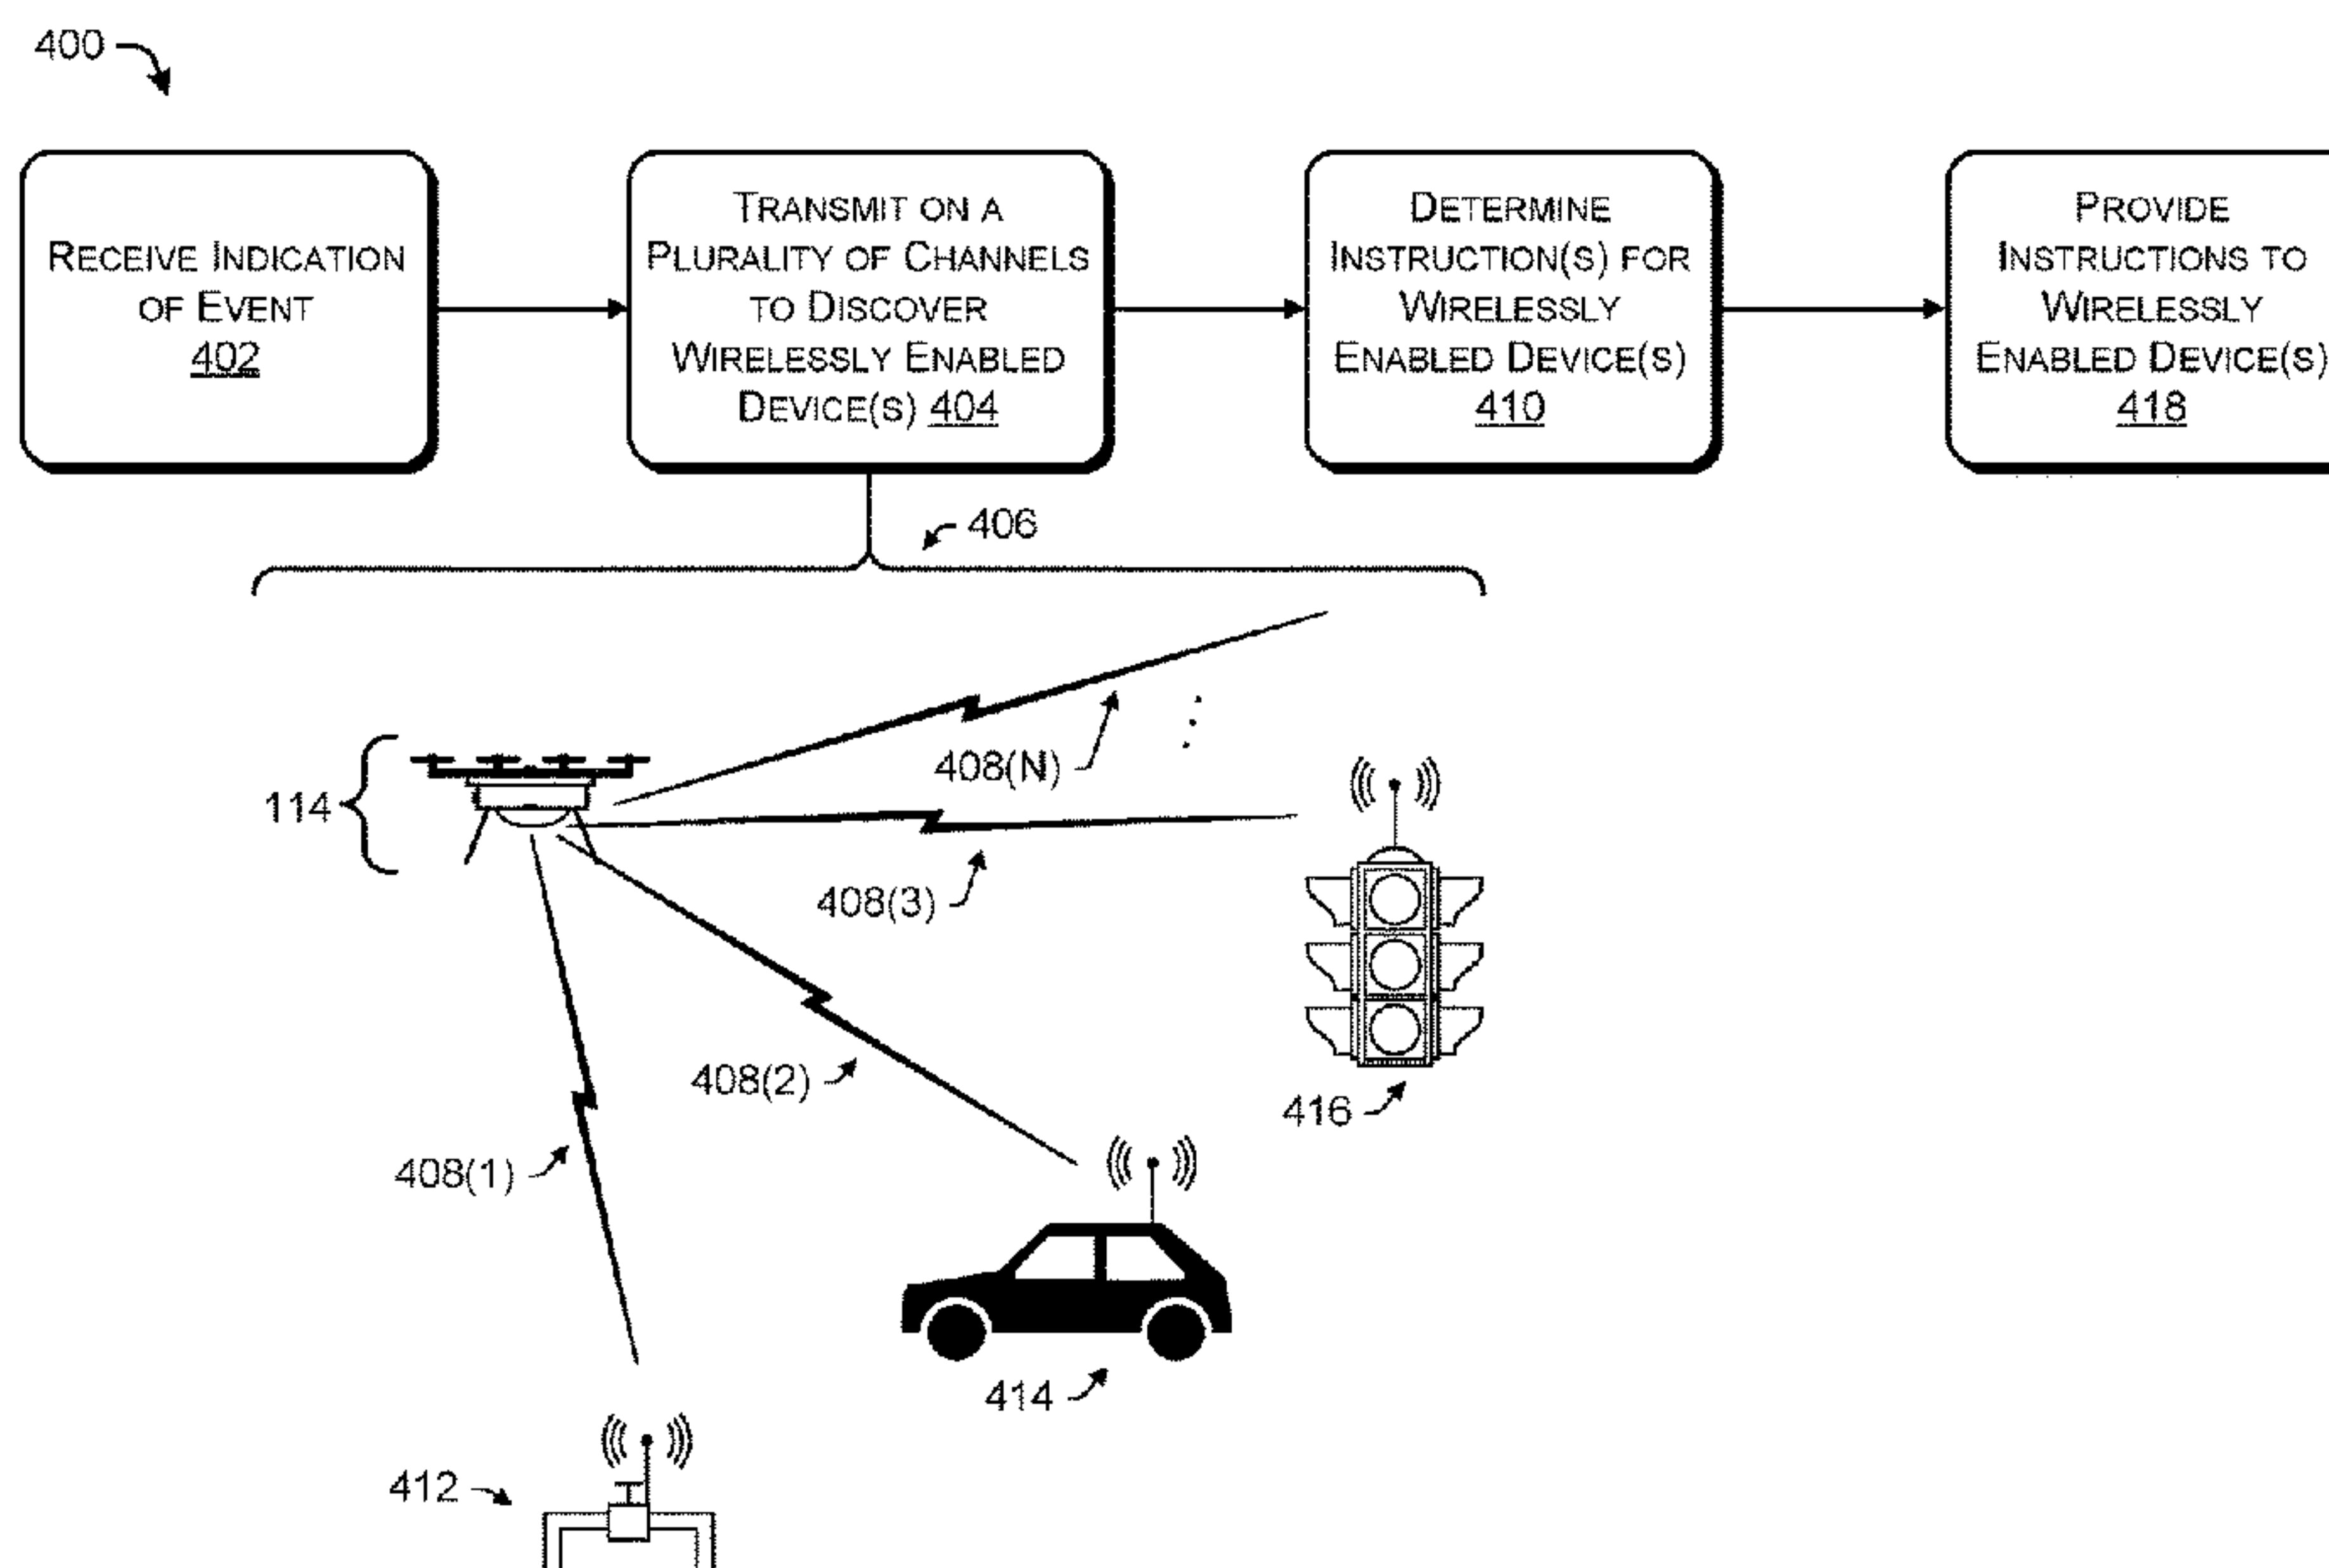 400
RECEIVE INDICATION
OF EVENT
402
TRANSMIT ON A
PLURALITY OF CHANNELS
TO DISCOVER
WIRELESSLY ENABLED
DEVICE(S) 404
DETERMINE
INSTRUCTION(S) FOR
WIRELESSLY
ENABLED DEVICE(S)
410
PROVIDE
INSTRUCTIONS TO
WIRELESSLY
ENABLED DEVICE(S)
418
406
408(N)
114
408(3)
408(2)
416
408(1)
414
412